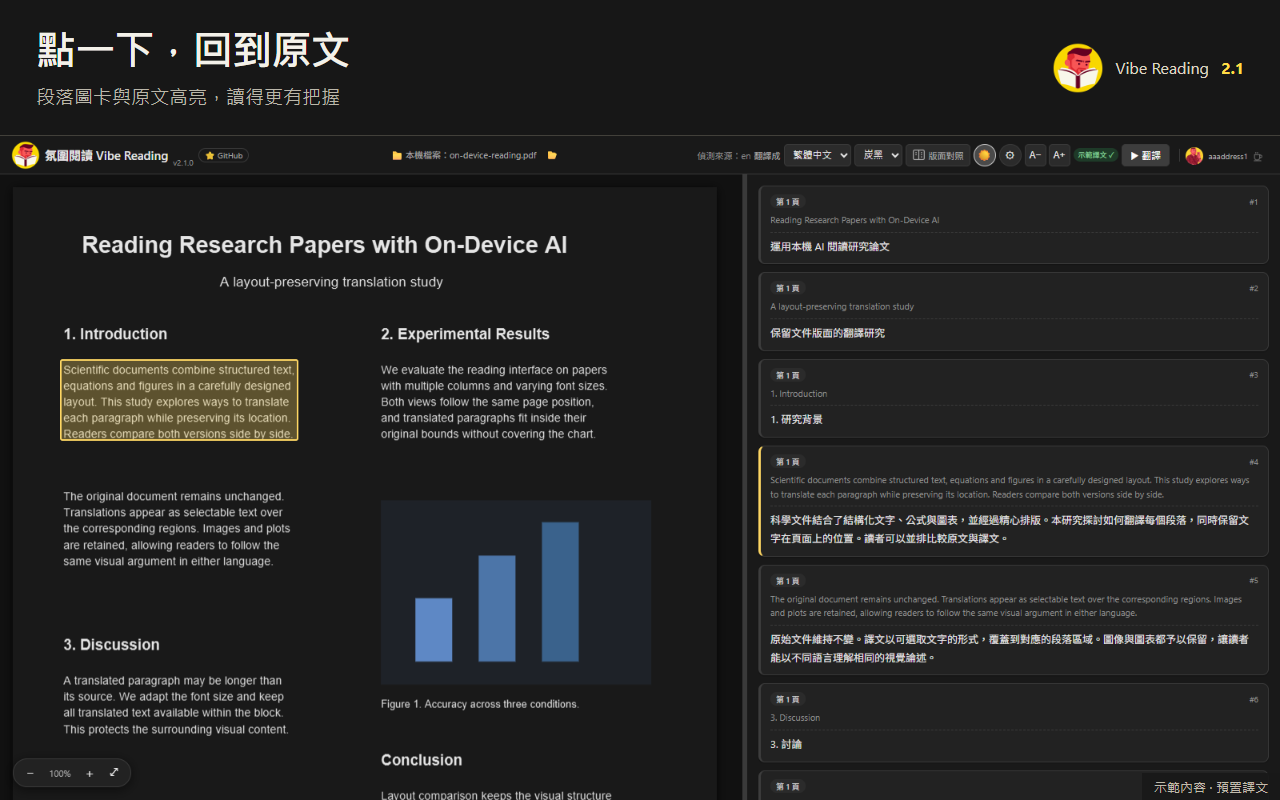 點一下，回到原文
段落圖卡與原文高亮，讀得更有把握
Vibe Reading 2.1
氛圍閱讀 Vibe Reading v2.1.0 GitHub
本機檔案：on-device-reading.pdf
偵測來源：en 翻譯成 繁體中文 炭黑 版面對照 A− A+ 示範譯文✓ ▶ 翻譯 aaaddress1
Reading Research Papers with On-Device AI
A layout-preserving translation study
1. Introduction
Scientific documents combine structured text,
equations and figures in a carefully designed
layout. This study explores ways to translate
each paragraph while preserving its location.
Readers compare both versions side by side.
The original document remains unchanged.
Translations appear as selectable text over
the corresponding regions. Images and plots
are retained, allowing readers to follow the
same visual argument in either language.
3. Discussion
A translated paragraph may be longer than
its source. We adapt the font size and keep
all translated text available within the block.
This protects the surrounding visual content.
2. Experimental Results
We evaluate the reading interface on papers
with multiple columns and varying font sizes.
Both views follow the same page position,
and translated paragraphs fit inside their
original bounds without covering the chart.
Figure 1. Accuracy across three conditions.
Conclusion
Layout comparison keeps the visual structure
− 100% +
第 1 頁 #1
Reading Research Papers with On-Device AI
運用本機 AI 閱讀研究論文
第 1 頁 #2
A layout-preserving translation study
保留文件版面的翻譯研究
第 1 頁 #3
1. Introduction
1. 研究背景
第 1 頁 #4
Scientific documents combine structured text, equations and figures in a carefully designed layout. This study explores ways
to translate each paragraph while preserving its location. Readers compare both versions side by side.
科學文件結合了結構化文字、公式與圖表，並經過精心排版。本研究探討如何翻譯每個段落，同時保留文
字在頁面上的位置。讀者可以並排比較原文與譯文。
第 1 頁 #5
The original document remains unchanged. Translations appear as selectable text over the corresponding regions. Images
and plots are retained, allowing readers to follow the same visual argument in either language.
原始文件維持不變。譯文以可選取文字的形式，覆蓋到對應的段落區域。圖像與圖表都予以保留，讓讀者
能以不同語言理解相同的視覺論述。
第 1 頁 #6
3. Discussion
3. 討論
第 1 頁
示範內容 · 預置譯文